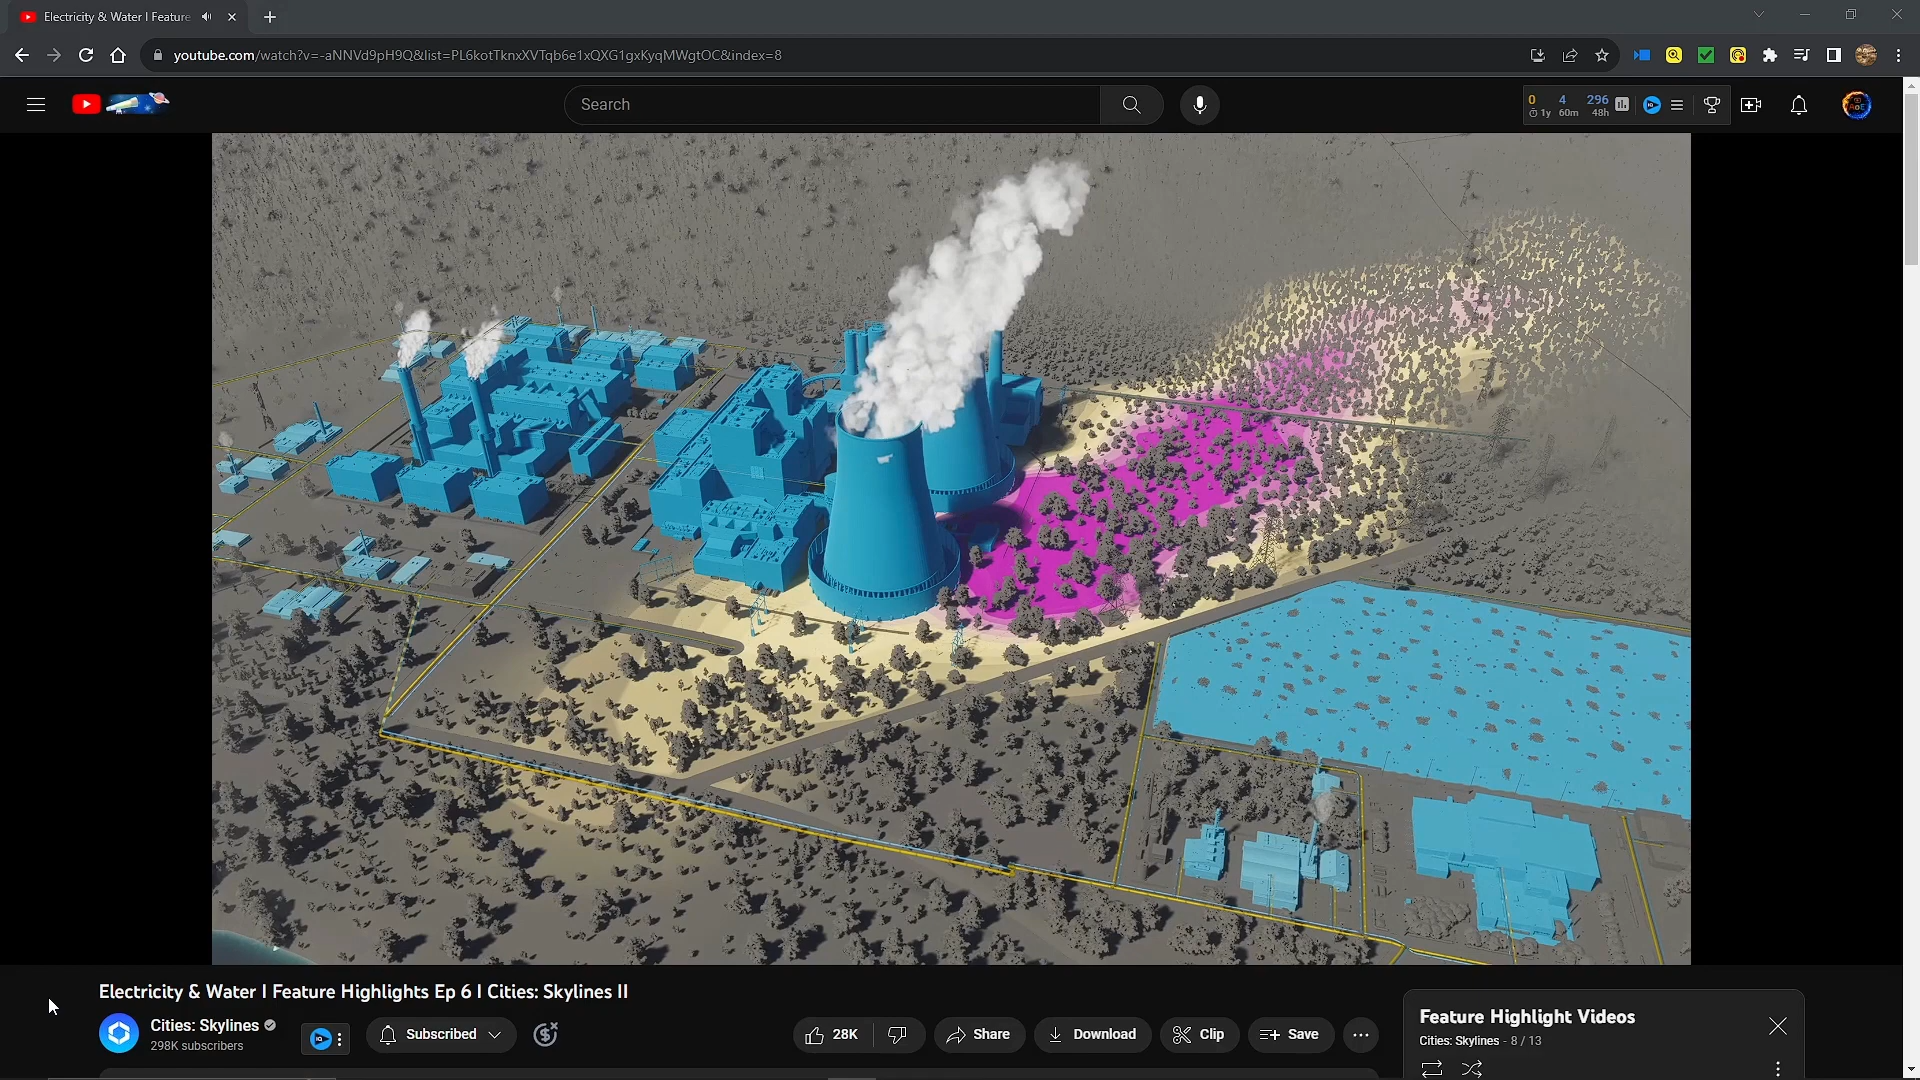 Electricity & Water I Feature
youtube.com/watch?v=-aNNVd9pH9Q&list=PL6kotTknxXVTqb6e1xQXG1gxKyqMWgtOC&index=8
Search
0 4 296
1y 60m 48h
Electricity & Water I Feature Highlights Ep 6 I Cities: Skylines II
Cities: Skylines
298K subscribers
Subscribed
28K
Share
Download
Clip
Save
Feature Highlight Videos
Cities: Skylines - 8 / 13